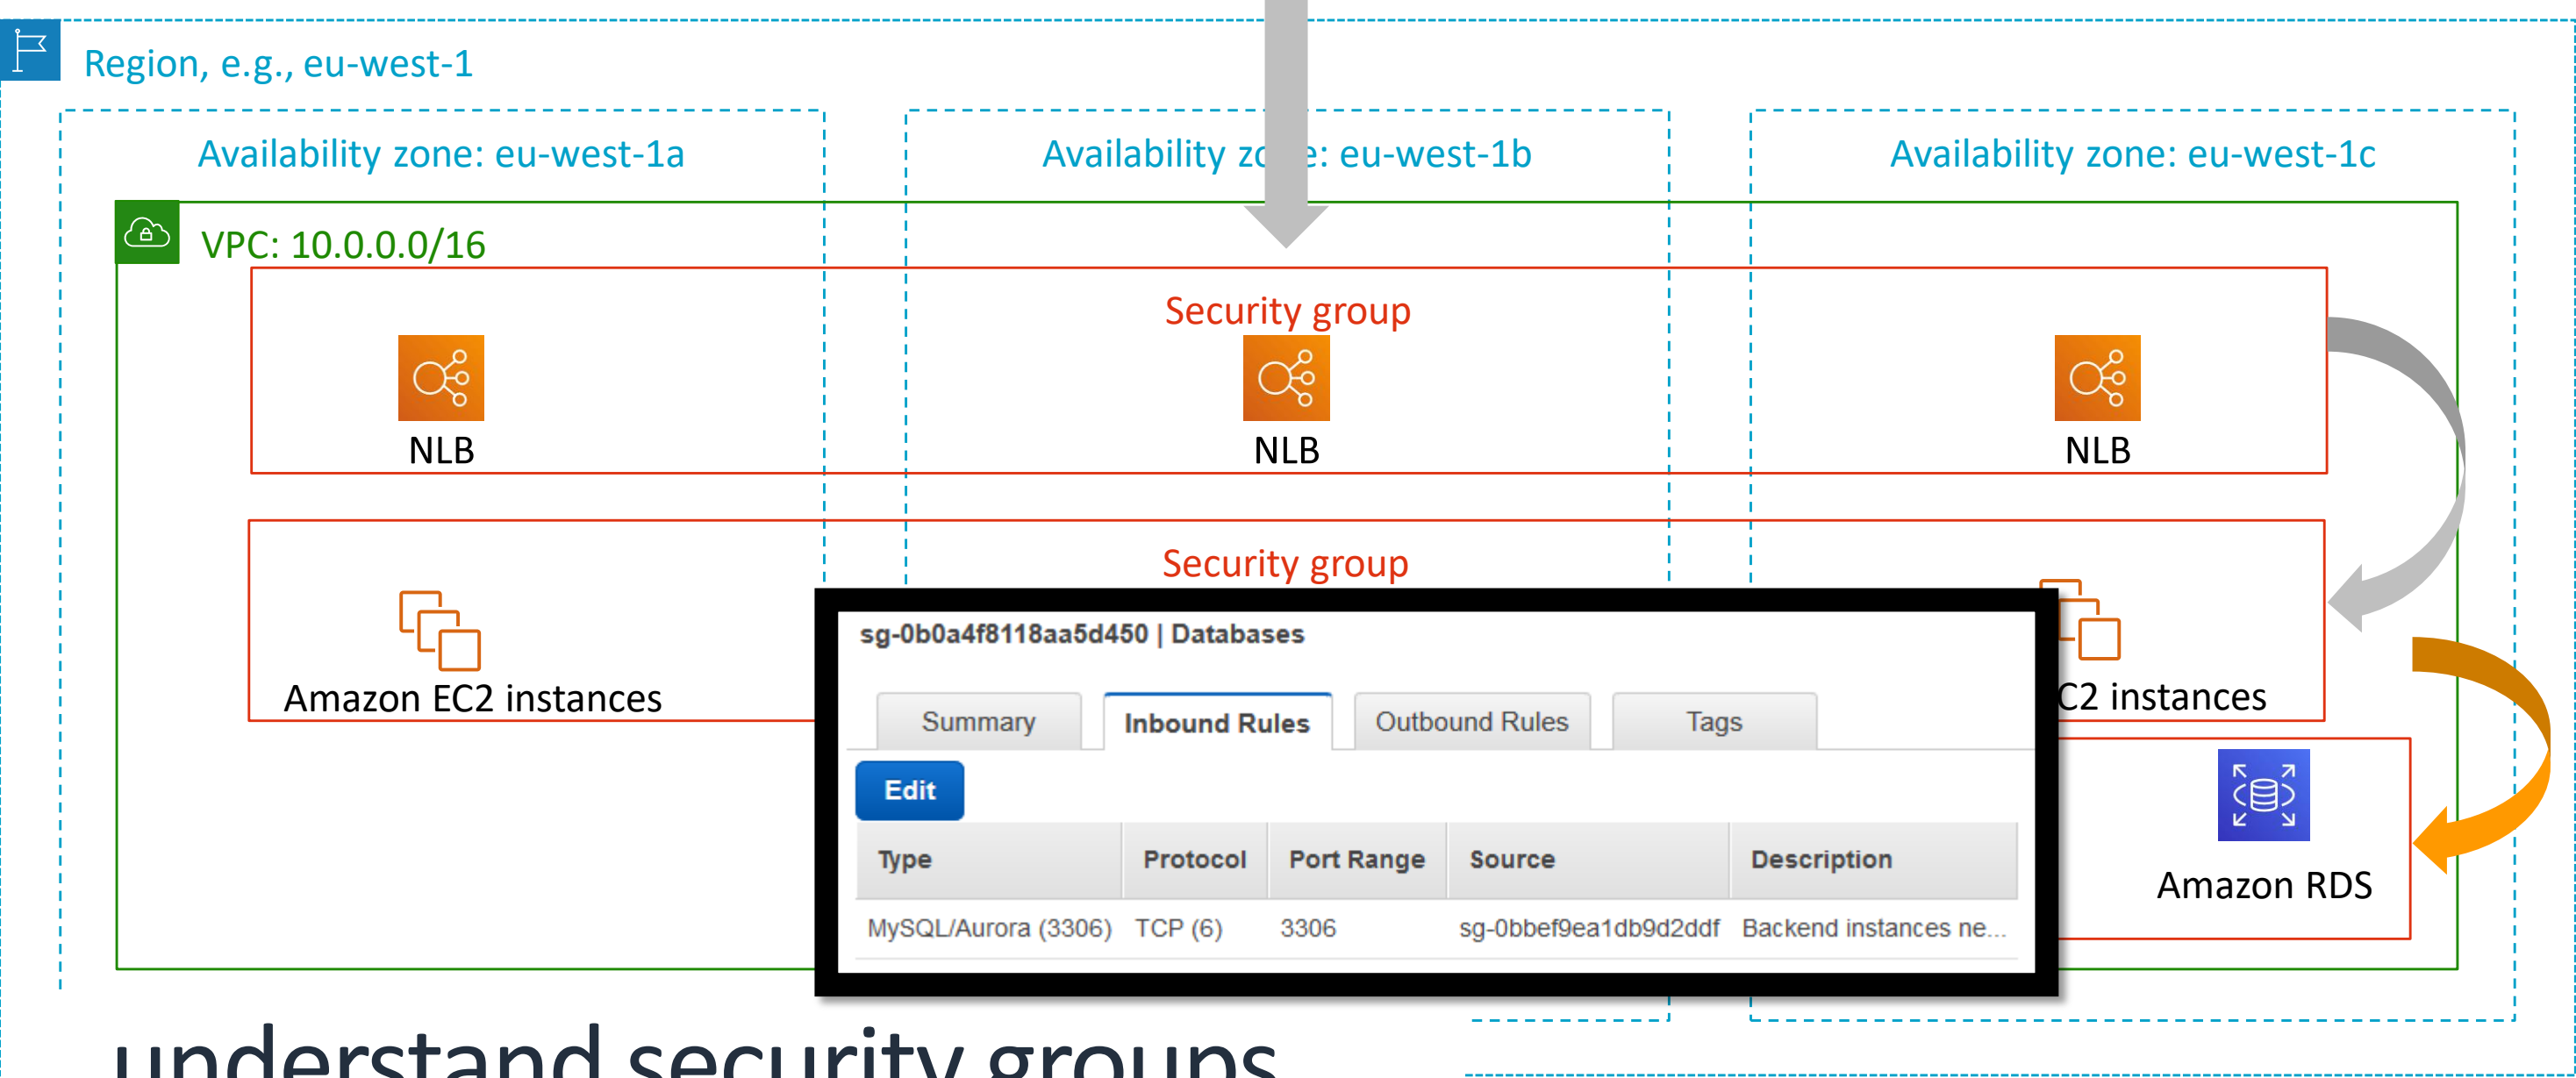 Region, e.g., eu-west-1
Availability zone: eu-west-1a
Availability zo e: eu-west-1b
Availability zone: eu-west-1c
VPC: 10.0.0.0/16
Security group
NLB
NLB
NLB
Security group
Amazon EC2 instances
C2 instances
sg-0b0a4f8118aa5d450 | Databases
Summary
Inbound Rules
Outbound Rules
Tags
Edit
Type Protocol Port Range Source Description
MySQL/Aurora (3306) TCP (6) 3306 sg-0bbef9ea1db9d2ddf Backend instances ne...
Amazon RDS
understand security groups